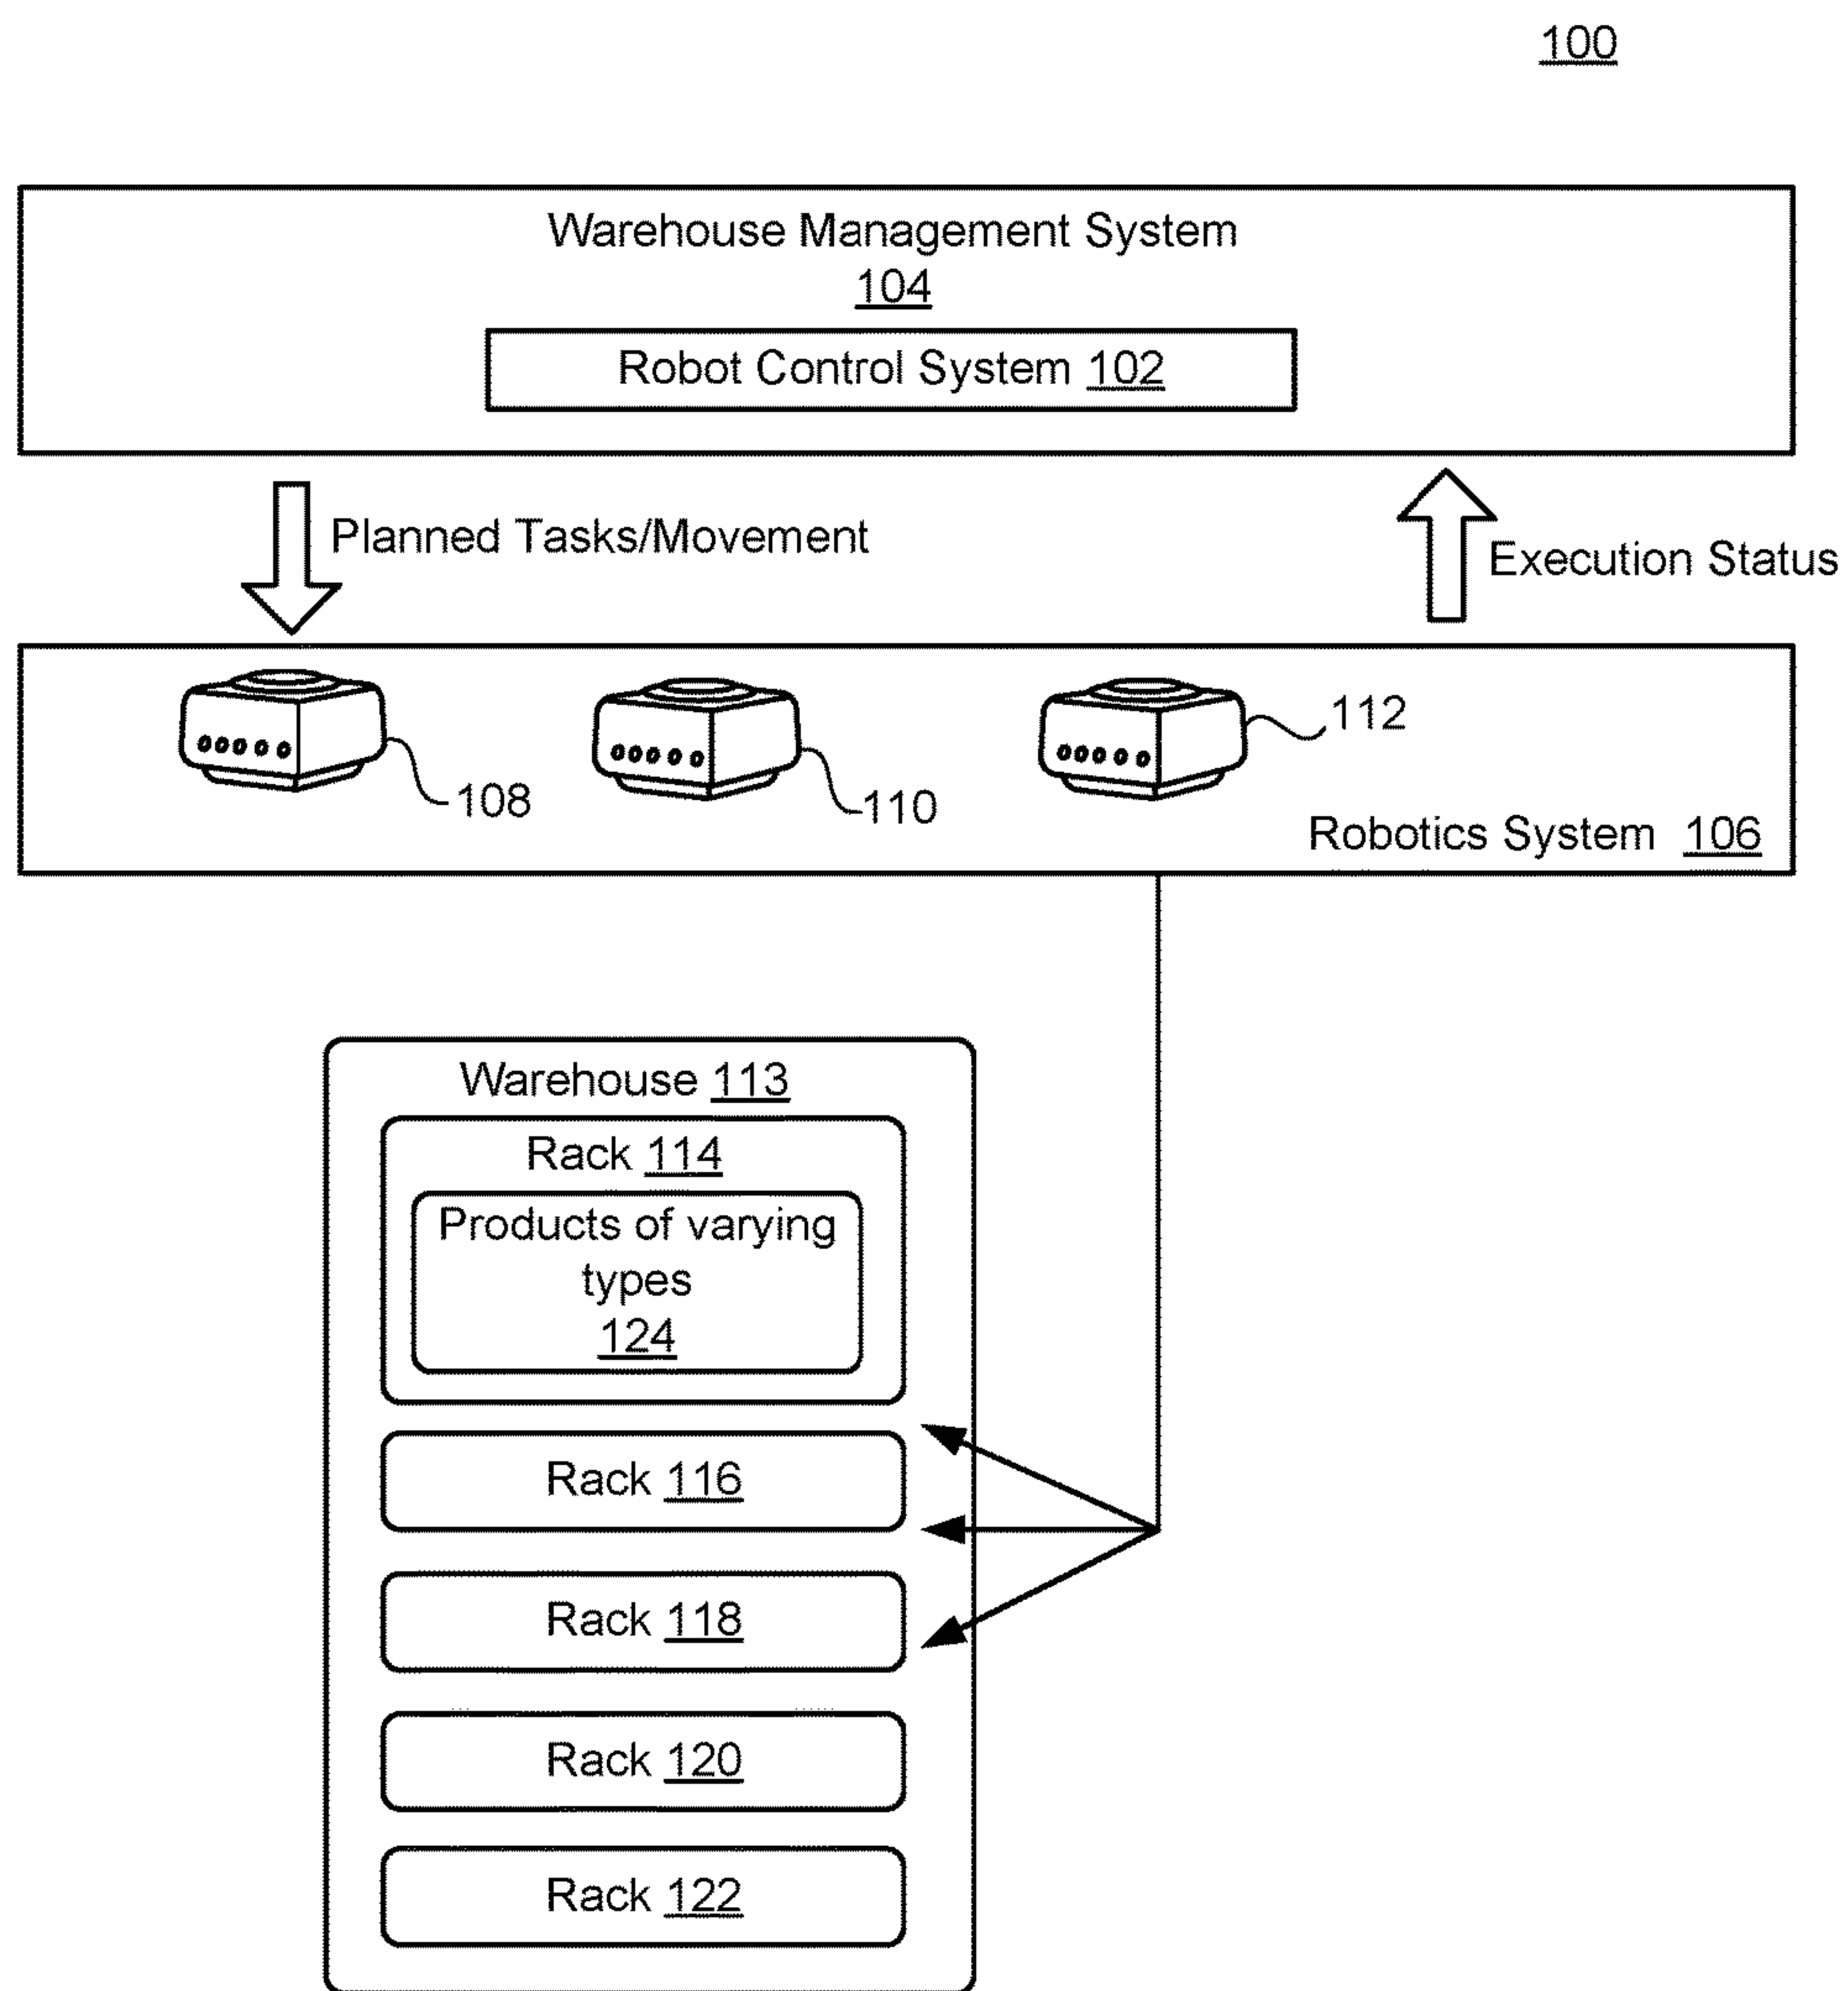 100
Warehouse Management System
104
Robot Control System 102
Planned Tasks/Movement
Execution Status
108
110
112
Robotics System 106
Warehouse 113
Rack 114
Products of varying
types
124
Rack 116
Rack 118
Rack 120
Rack 122